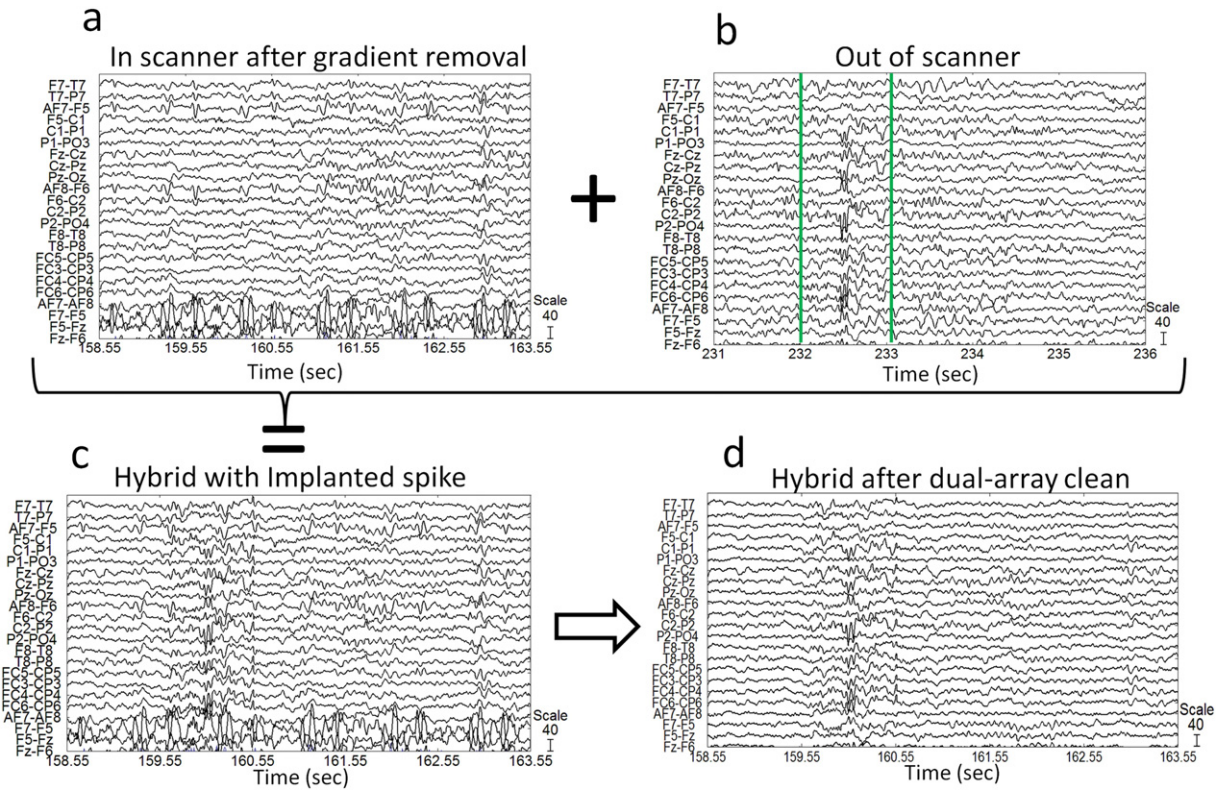 a
In scanner after gradient removal
F7-T7
T7-P7
AF7-F5
F5-C1
C1-P1
P1-PO3
Fz-Cz
Cz-Pz
Pz-Oz
AF8-F6
F6-C2
C2-P2
P2-PO4
F8-T8
T8-P8
FC5-CP5
FC3-CP3
FC4-CP4
FC6-CP6
AF7-AF8
F7-F5
F5-Fz
Fz-F6
Scale
40
158.55 159.55 160.55 161.55 162.55 163.55
Time (sec)
+
b
Out of scanner
F7-T7
T7-P7
AF7-F5
F5-C1
C1-P1
P1-PO3
Fz-Cz
Cz-Pz
Pz-Oz
AF8-F6
F6-C2
C2-P2
P2-PO4
F8-T8
T8-P8
FC5-CP5
FC3-CP3
FC4-CP4
FC6-CP6
AF7-AF8
F7-F5
F5-Fz
Fz-F6
Scale
40
231 232 233 234 235 236
Time (sec)
=
c
Hybrid with Implanted spike
F7-T7
T7-P7
AF7-F5
F5-C1
C1-P1
P1-PO3
Fz-Cz
Cz-Pz
Pz-Oz
AF8-F6
F6-C2
C2-P2
P2-PO4
F8-T8
T8-P8
FC5-CP5
FC3-CP3
FC4-CP4
FC6-CP6
AF7-AF8
F7-F5
F5-Fz
Fz-F6
Scale
40
158.55 159.55 160.55 161.55 162.55 163.55
Time (sec)
d
Hybrid after dual-array clean
F7-T7
T7-P7
AF7-F5
F5-C1
C1-P1
P1-PO3
Fz-Cz
Cz-Pz
Pz-Oz
AF8-F6
F6-C2
C2-P2
P2-PO4
F8-T8
T8-P8
FC5-CP5
FC3-CP3
FC4-CP4
FC6-CP6
AF7-AF8
F7-F5
F5-Fz
Fz-F6
Scale
40
158.55 159.55 160.55 161.55 162.55 163.55
Time (sec)